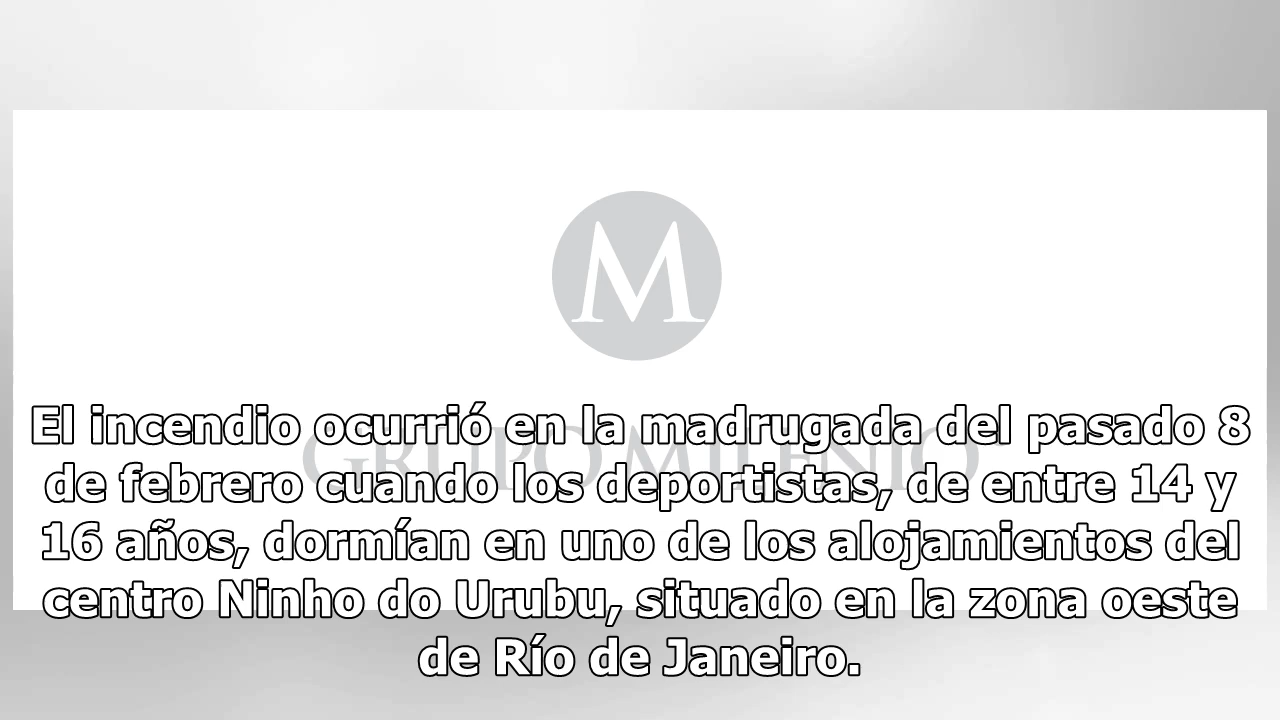 M
GRUPO MILENIO
El incendio ocurrió en la madrugada del pasado 8
de febrero cuando los deportistas, de entre 14 y
16 años, dormían en uno de los alojamientos del
centro Ninho do Urubu, situado en la zona oeste
de Río de Janeiro.